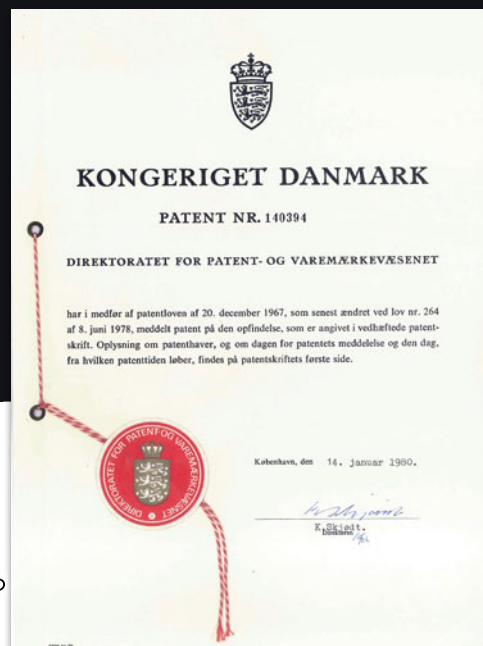 KONGERIGET DANMARK
PATENT NR. 140394
DIREKTORATET FOR PATENT- OG VAREMÆRKEVÆSENET
har i medfør af patentloven af 20. december 1967, som senest ændret ved lov nr. 264
af 8. juni 1978, meddelt patent på den opfindelse, som er angivet i vedhæftede patent-
skrift. Oplysning om patenthaver, og om dagen for patentets meddelelse og den dag,
fra hvilken patenttiden løber, findes på patentskriftets første side.
DIREKTORATET FOR PATENT-OG VAREMÆRKEVÆSNET
København, den 14. januar 1980.
K. Skjødt.